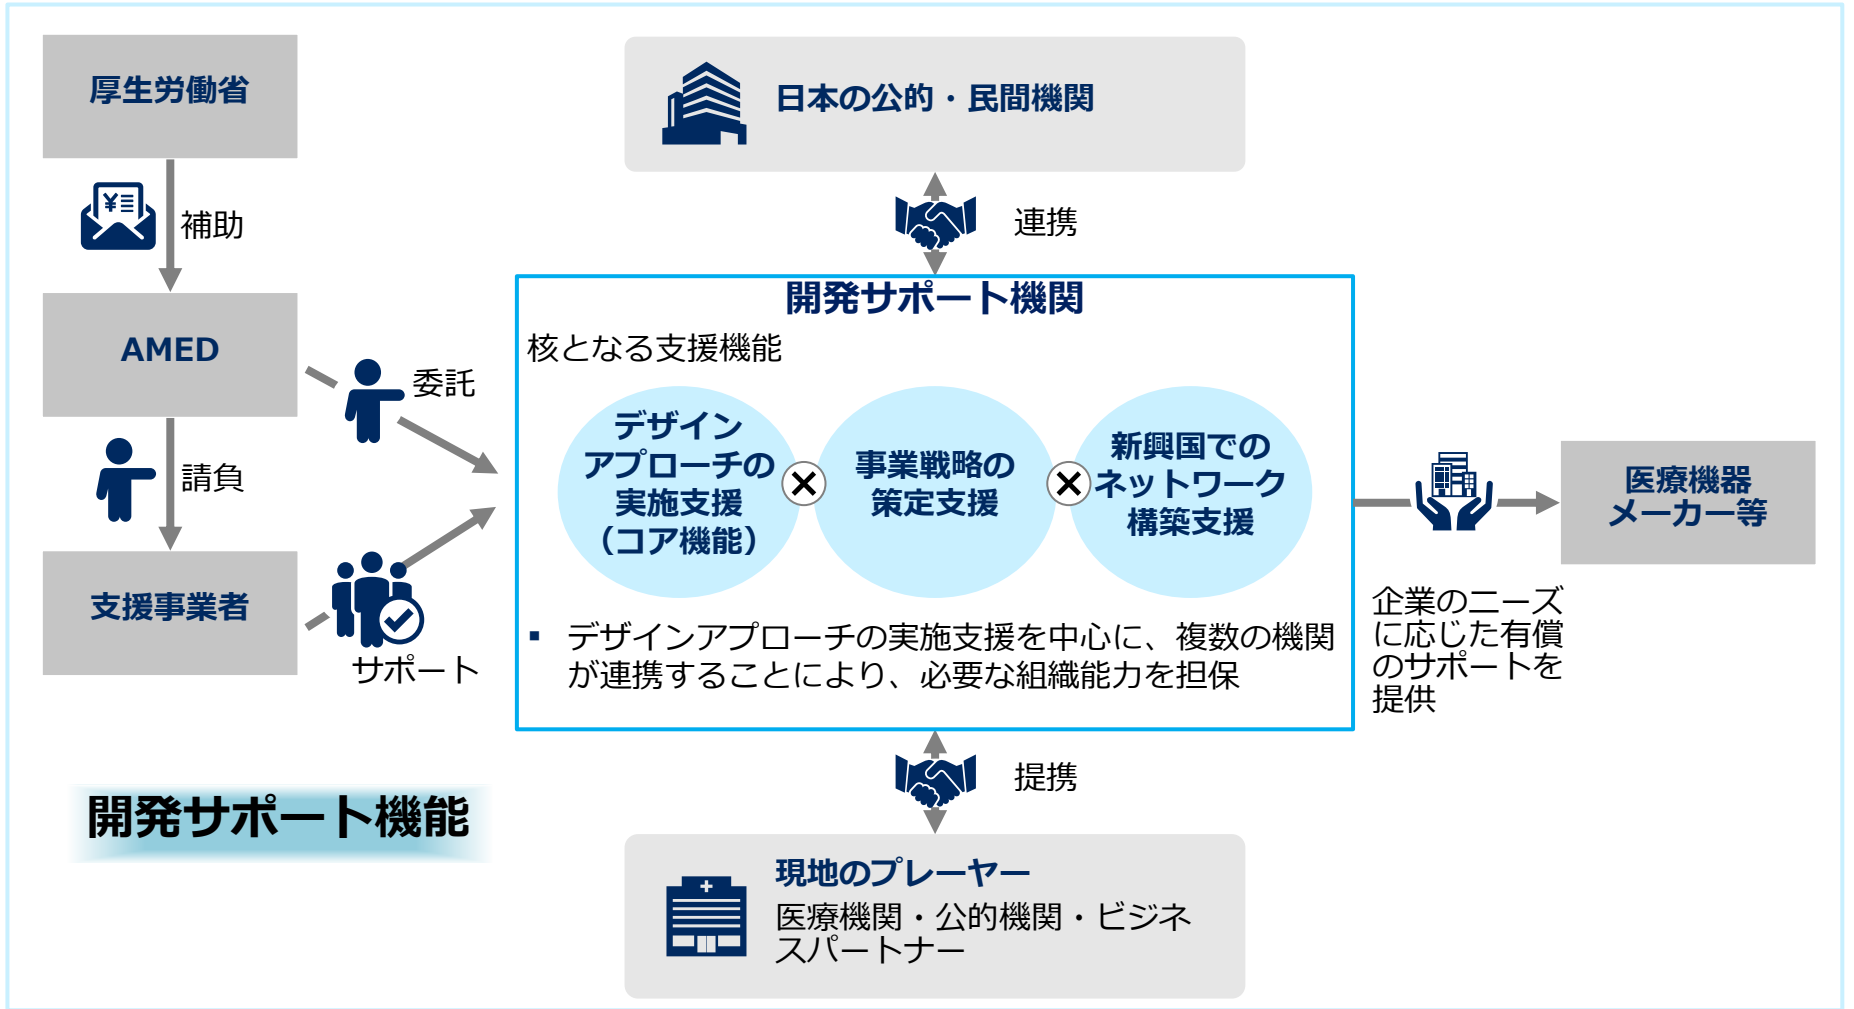 厚生労働省
補助
AMED
委託
請負
支援事業者
サポート
開発サポート機能
日本の公的・民間機関
連携
開発サポート機関
核となる支援機能
デザイン
アプローチの
実施支援
（コア機能）
×
事業戦略の
策定支援
×
新興国での
ネットワーク
構築支援
▪ デザインアプローチの実施支援を中心に、複数の機関
が連携することにより、必要な組織能力を担保
提携
現地のプレーヤー
医療機関・公的機関・ビジネ
スパートナー
医療機器
メーカー等
企業のニーズ
に応じた有償
のサポートを
提供